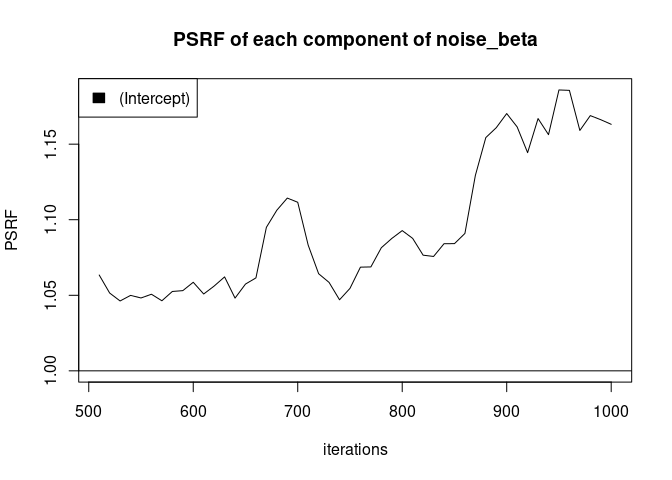 PSRF of each component of noise_beta
(Intercept)
PSRF
1.15
1.10
1.05
1.00
500 600 700 800 900 1000
iterations